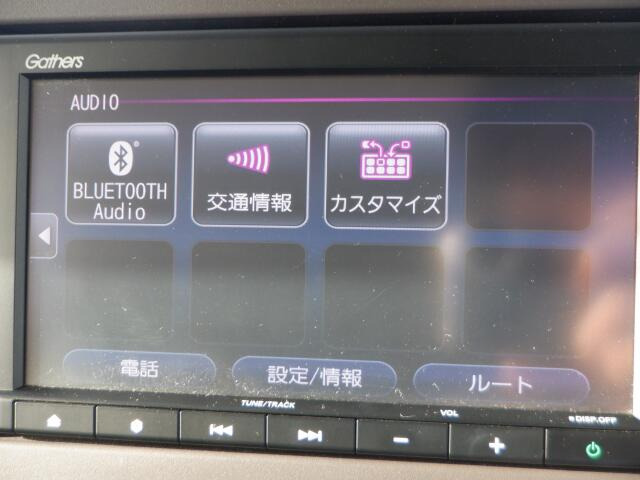 Gathers
AUDIO
BLUETOOTH
Audio
交通情報
カスタマイズ
電話
設定/情報
ルート
TUNE/TRACK
VOL
DISP.OFF